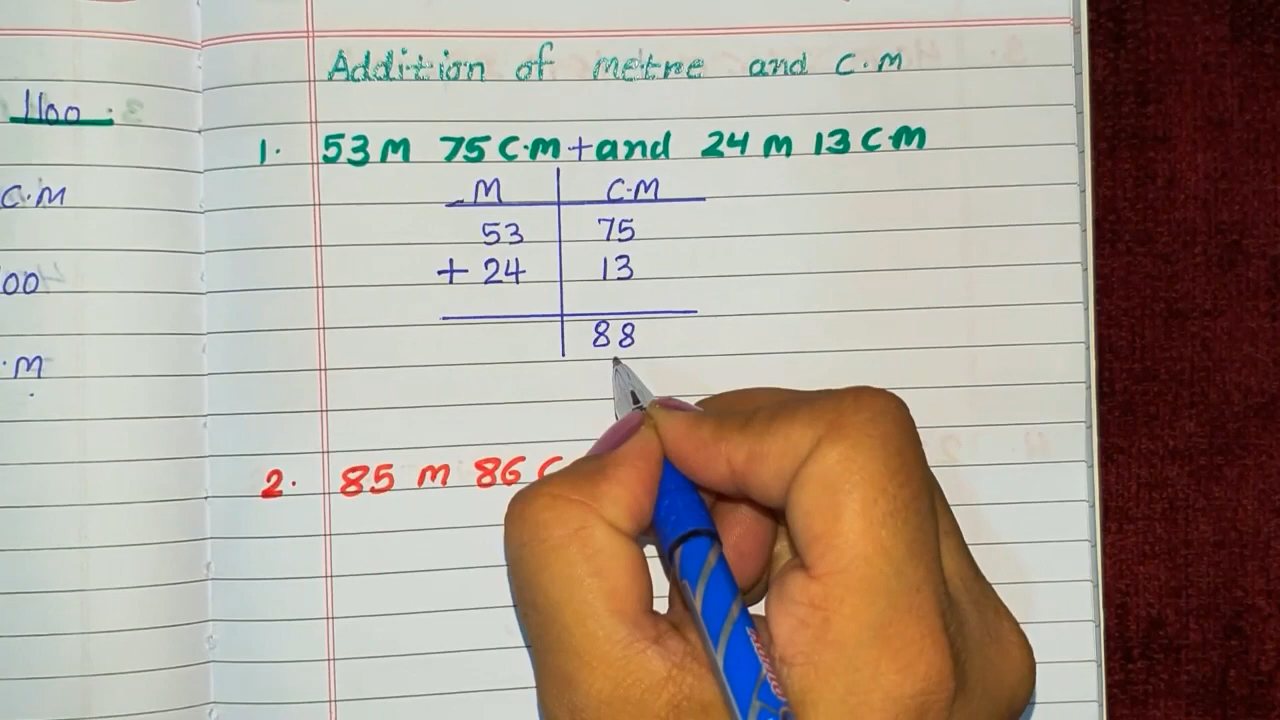 Addition of metre and C.M
1100
1. 53 M 75 C.M + and 24 M 13 C.M
C.M
M C.M
53 75
+ 24 13
00
88
.M
2. 85 M 86 C